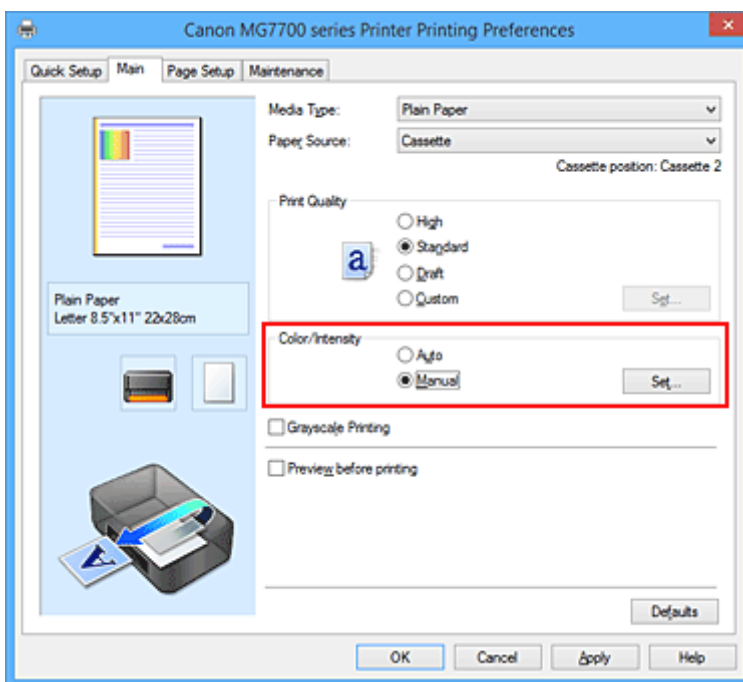 Canon MG7700 series Printer Printing Preferences
Quick Setup Main Page Setup Maintenance
Media Type: Plain Paper
Paper Source: Cassette
Cassette position: Cassette 2
Print Quality
High
Standard
a
Draft
Custom Set...
Plain Paper
Letter 8.5"x11" 22x28cm
Color/Intensity
Auto
Manual Set...
Grayscale Printing
Preview before printing
A
Defaults
OK Cancel Apply Help